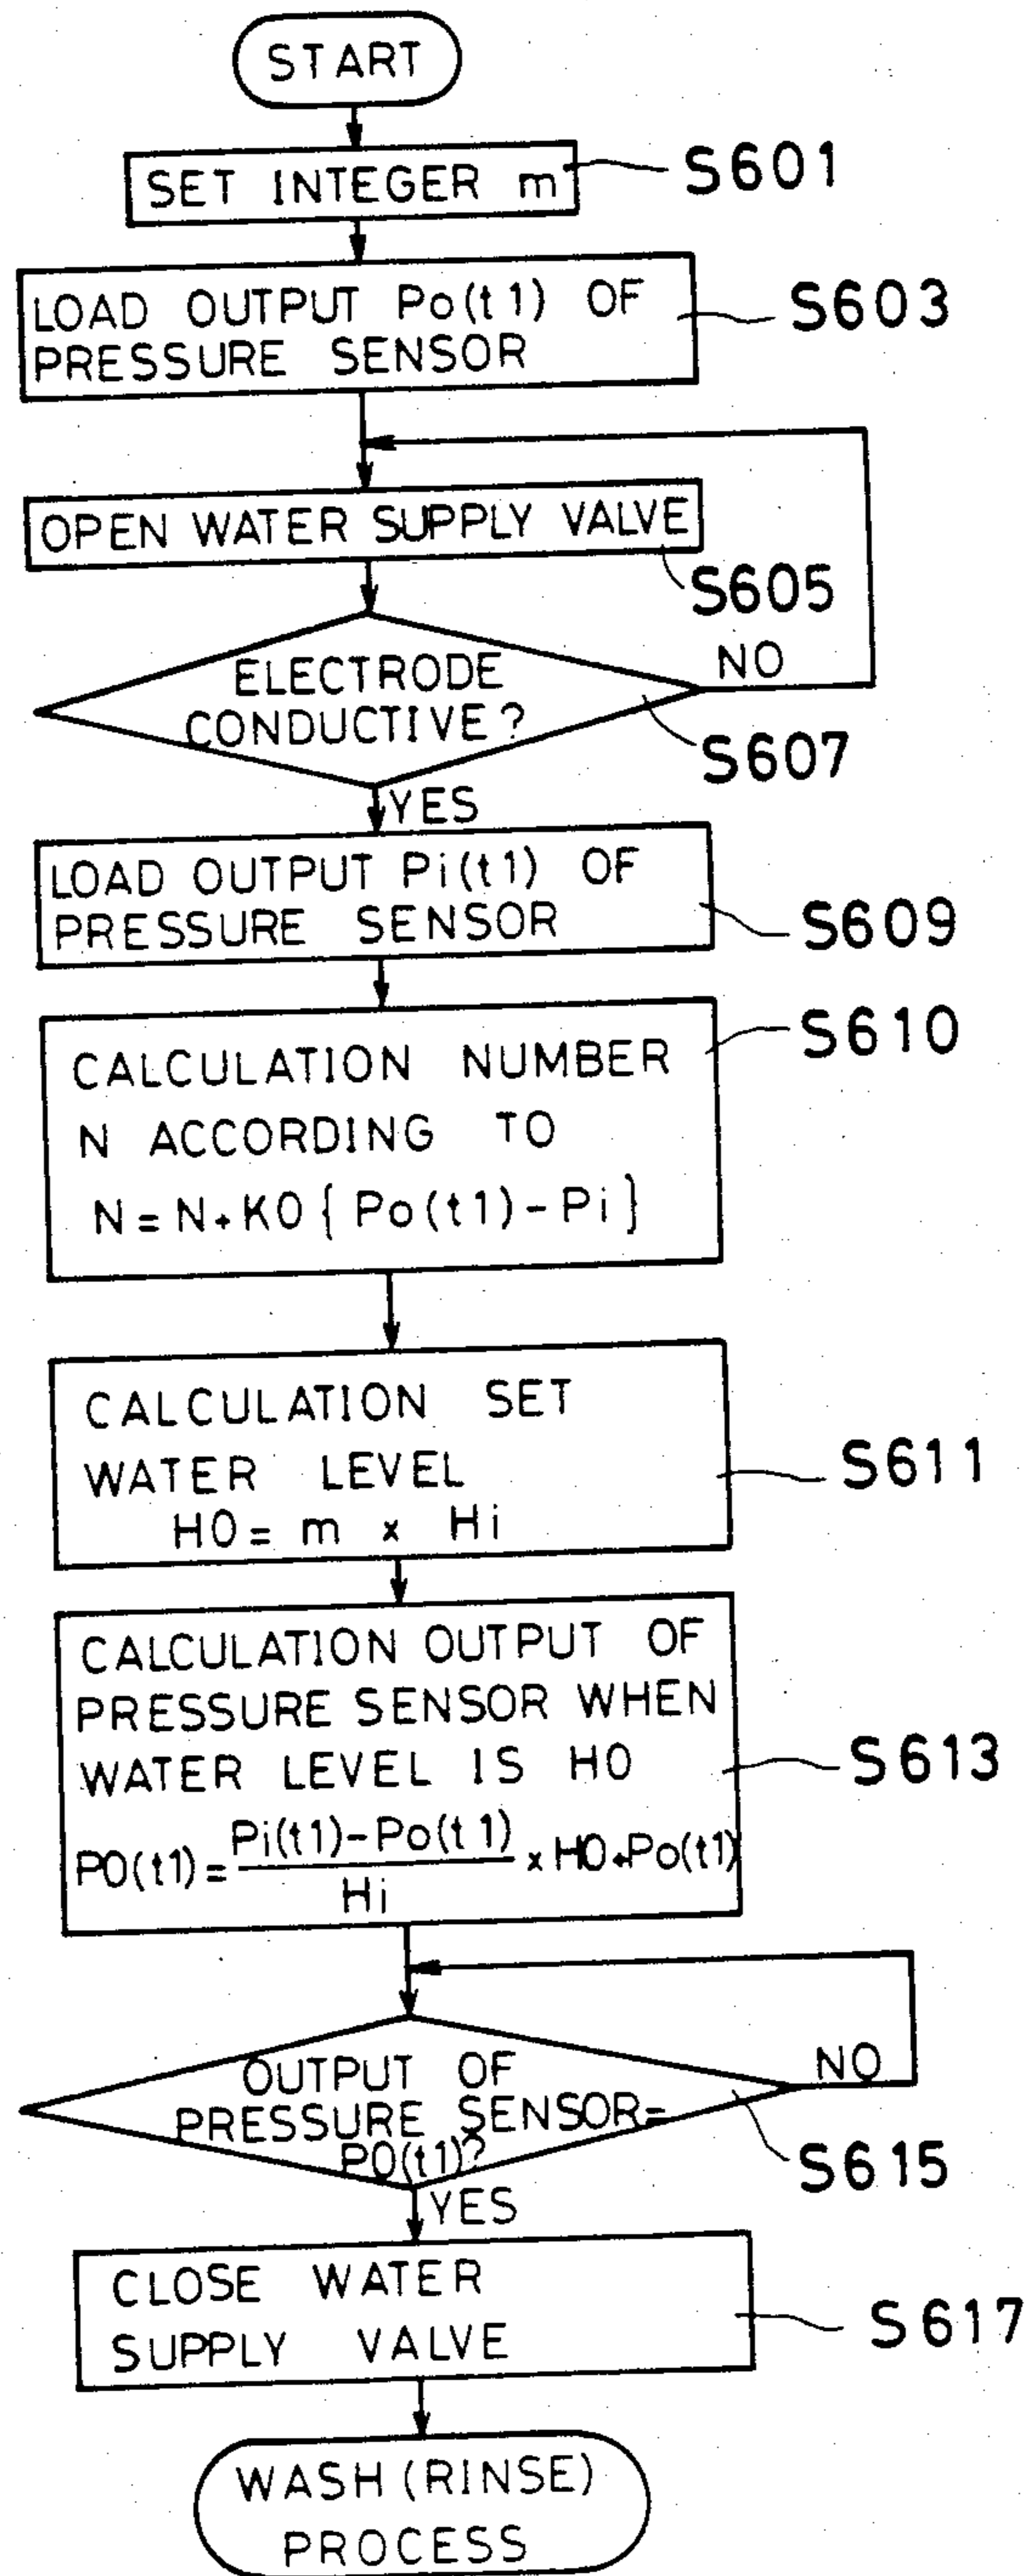 START
SET INTEGER m
S601
LOAD OUTPUT Po(t1) OF
PRESSURE SENSOR
S603
OPEN WATER SUPPLY VALVE
S605
ELECTRODE
CONDUCTIVE?
NO
S607
YES
LOAD OUTPUT Pi(t1) OF
PRESSURE SENSOR
S609
CALCULATION NUMBER
N ACCORDING TO
N=N+KO{Po(t1)-Pi}
S610
CALCULATION SET
WATER LEVEL
HO= m x Hi
S611
CALCULATION OUTPUT OF
PRESSURE SENSOR WHEN
WATER LEVEL IS HO
PO(t1)=Pi(t1)-Po(t1)/Hi x HO+Po(t1)
S613
OUTPUT OF
PRESSURE SENSOR=
PO(t1)?
NO
S615
YES
CLOSE WATER
SUPPLY VALVE
S617
WASH (RINSE)
PROCESS